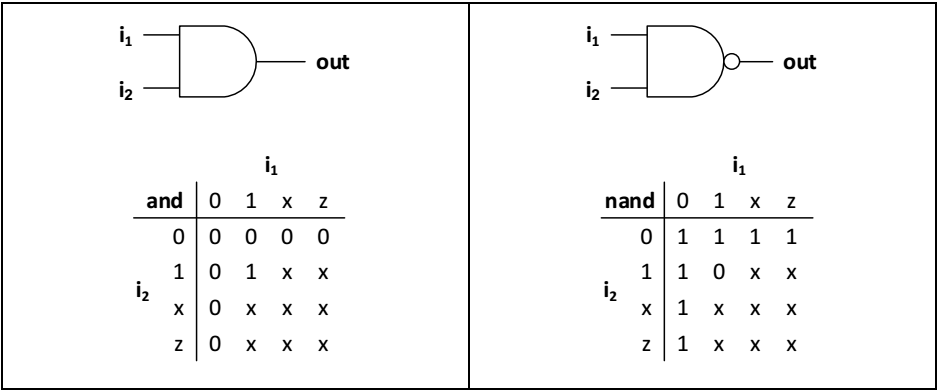 i₁
out
i₂
i₁
and 0 1 x z
0 0 0 0 0
1 0 1 x x
i₂
x 0 x x x
z 0 x x x
i₁
out
i₂
i₁
nand 0 1 x z
0 1 1 1 1
1 1 0 x x
i₂
x 1 x x x
z 1 x x x